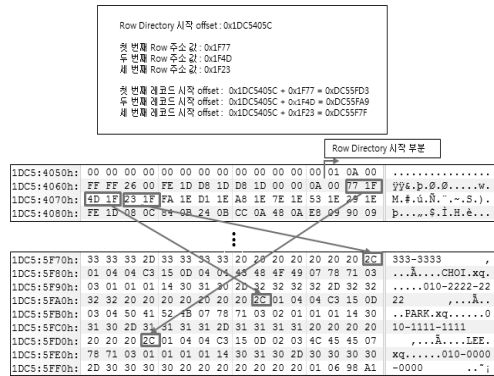 Row Directory 시작 offset : 0x1DC5405C
첫 번째 Row 주소 값 : 0x1F77
두 번째 Row 주소 값 : 0x1F4D
세 번째 Row 주소 값 : 0x1F23
첫 번째 레코드 시작 offset : 0x1DC5405C + 0x1F77 = 0xDC55FD3
두 번째 레코드 시작 offset : 0x1DC5405C + 0x1F4D = 0xDC55FA9
세 번째 레코드 시작 offset : 0x1DC5405C + 0x1F23 = 0xDC55F7F
Row Directory 시작 부분
1DC5:4050h: 00 00 00 00 00 00 00 00 00 00 00 00 00 01 0A 00 ................
1DC5:4060h: FF FF 26 00 FE 1D D8 1D D8 1D 00 00 0A 00 77 1F ÿÿ&.þ.Ø.Ø.....w.
1DC5:4070h: 4D 1F 23 1F FA 1E D1 1E A8 1E 7E 1E 53 1E 29 1E M.#.ú.Ñ.¨.~.S.).
1DC5:4080h: FE 1D 08 0C 84 0B 24 0B CC 0A 48 0A E8 09 90 09 þ...„.$.Ì.H.è...
1DC5:5F70h: 33 33 33 2D 33 33 33 33 20 20 20 20 20 20 20 2C 333-3333 ,
1DC5:5F80h: 01 04 04 C3 15 0D 04 04 43 48 4F 49 07 78 71 03 ...Ã....CHOI.xq.
1DC5:5F90h: 03 01 01 01 14 30 31 30 2D 32 32 32 32 2D 32 32 .....010-2222-22
1DC5:5FA0h: 32 32 20 20 20 20 20 20 20 2C 01 04 04 C3 15 0D 22 ,...Ã..
1DC5:5FB0h: 03 04 50 41 52 4B 07 78 71 03 02 01 01 01 14 30 ..PARK.xq......0
1DC5:5FC0h: 31 30 2D 31 31 31 31 2D 31 31 31 31 20 20 20 20 10-1111-1111
1DC5:5FD0h: 20 20 20 2C 01 04 04 C3 15 0D 02 03 4C 45 45 07 ,...Ã....LEE.
1DC5:5FE0h: 78 71 03 01 01 01 01 14 30 31 30 2D 30 30 30 30 xq......010-0000
1DC5:5FF0h: 2D 30 30 30 30 20 20 20 20 20 20 20 01 06 98 A1 -0000 ..˜¡